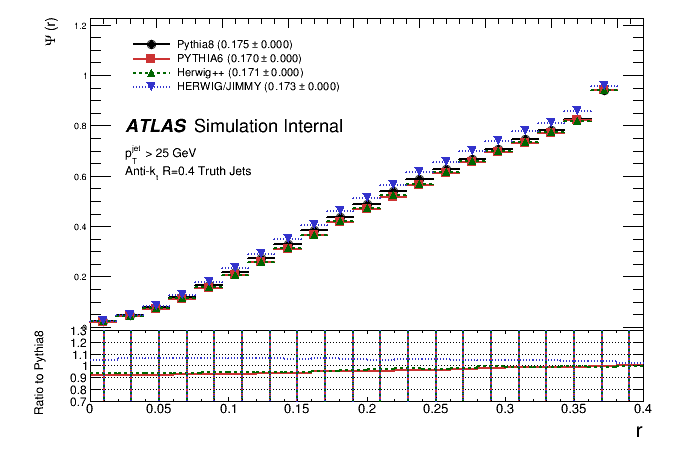 Ψ (r)
1.2
1
0.8
0.6
0.4
0.2
0
Pythia8 (0.175 ± 0.000)
PYTHIA6 (0.170 ± 0.000)
Herwig++ (0.171 ± 0.000)
HERWIG/JIMMY (0.173 ± 0.000)
ATLAS Simulation Internal
p_T^jet > 25 GeV
Anti-k_t R=0.4 Truth Jets
Ratio to Pythia8
1.3
1.2
1.1
1
0.9
0.8
0.7
0 0.05 0.1 0.15 0.2 0.25 0.3 0.35 0.4
r